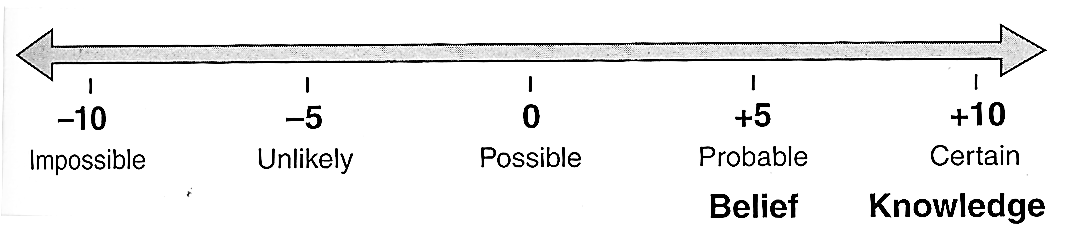 –10 –5 0 +5 +10
Impossible Unlikely Possible Probable Certain
Belief Knowledge